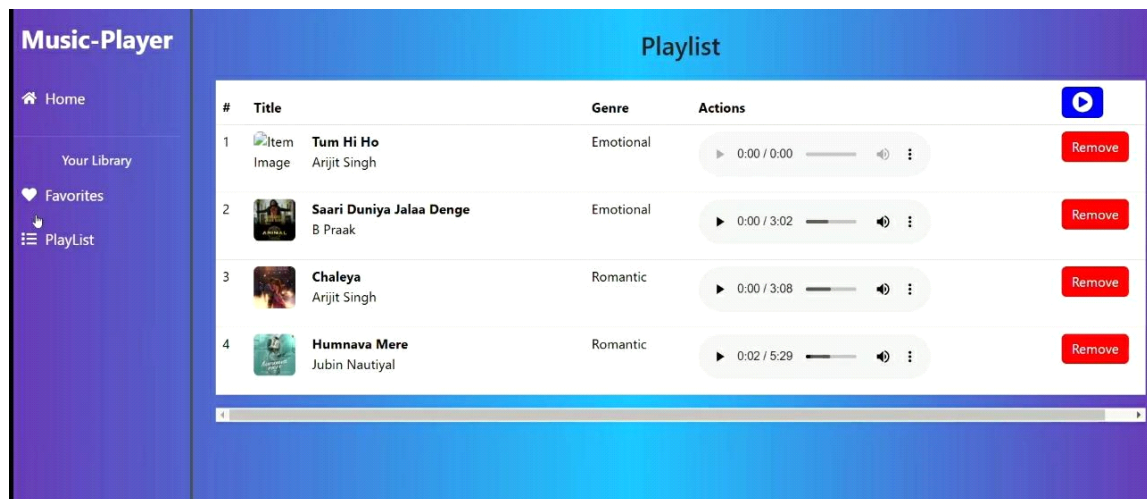 Music-Player
Home
Your Library
Favorites
PlayList
Playlist
# Title Genre Actions
1 Item Image Tum Hi Ho Arijit Singh Emotional 0:00 / 0:00 Remove
2 Saari Duniya Jalaa Denge B Praak Emotional 0:00 / 3:02 Remove
ANIMAL
3 Chaleya Arijit Singh Romantic 0:00 / 3:08 Remove
4 Humnava Mere Jubin Nautiyal Romantic 0:02 / 5:29 Remove